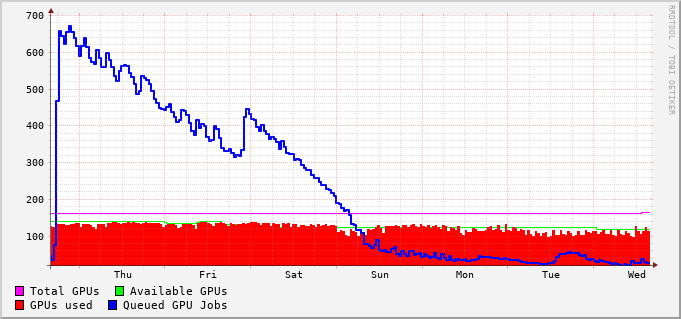 700
600
500
400
300
200
100
Thu Fri Sat Sun Mon Tue Wed
Total GPUs Available GPUs
GPUs used Queued GPU Jobs
RRDTOOL / TOBI OETIKER